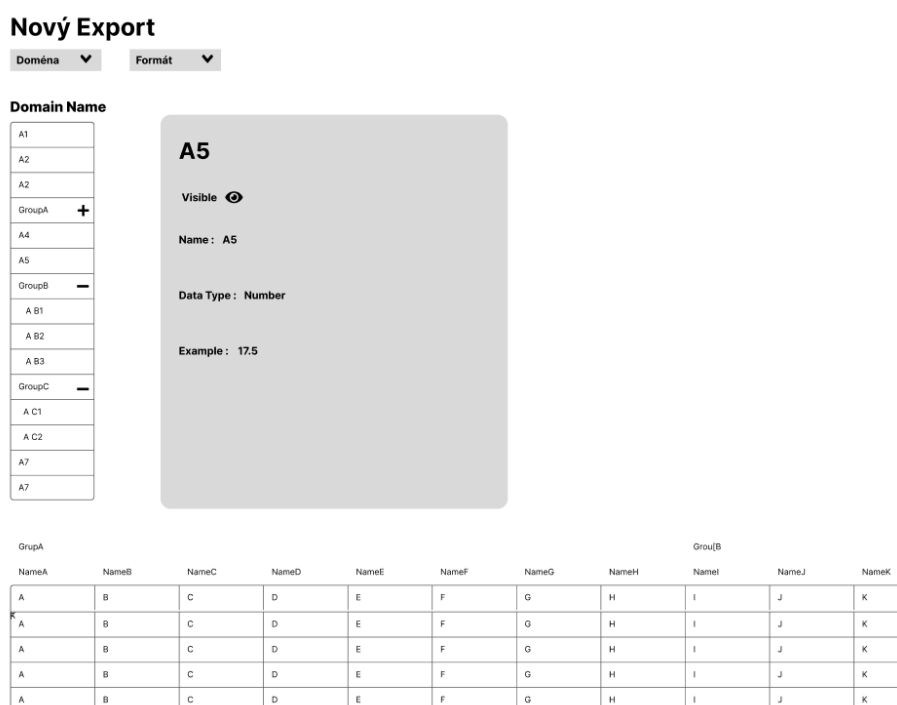 Nový Export
Doména Formát
Domain Name
A1
A2
A2
GroupA
A4
A5
GroupB
A B1
A B2
A B3
GroupC
A C1
A C2
A7
A7
A5
Visible
Name : A5
Data Type : Number
Example : 17.5
GrupA Grou[B
NameA NameB NameC NameD NameE NameF NameG NameH NameI NameJ NameK
A B C D E F G H I J K
K
A B C D E F G H I J K
A B C D E F G H I J K
A B C D E F G H I J K
A B C D E F G H I J K